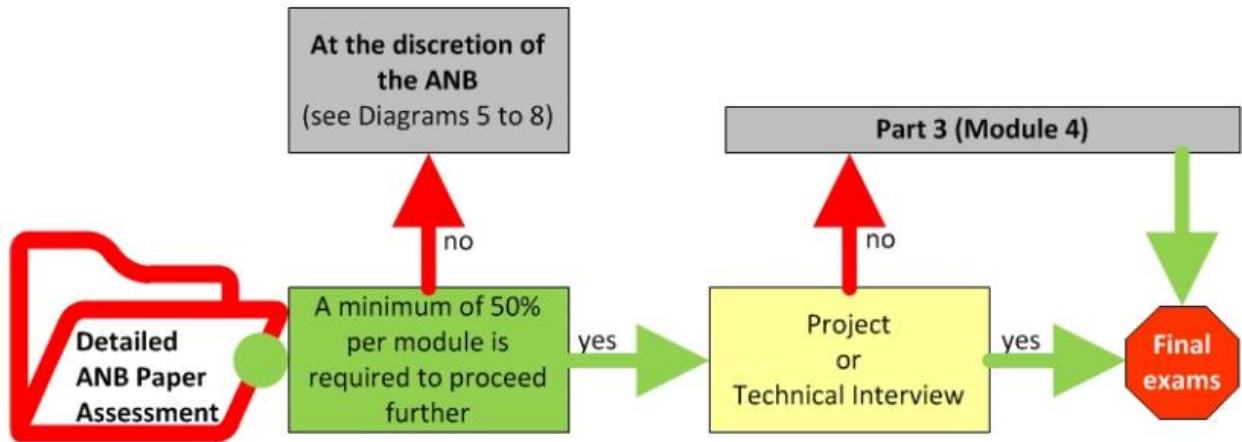 At the discretion of
the ANB
(see Diagrams 5 to 8)
Part 3 (Module 4)
no
no
Detailed
ANB Paper
Assessment
A minimum of 50%
per module is
required to proceed
further
yes
Project
or
Technical Interview
yes
Final
exams